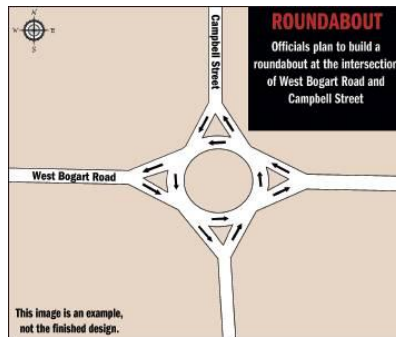 N
W E
S
Campbell Street
ROUNDABOUT
Officials plan to build a
roundabout at the intersection
of West Bogart Road and
Campbell Street
West Bogart Road
This image is an example,
not the finished design.